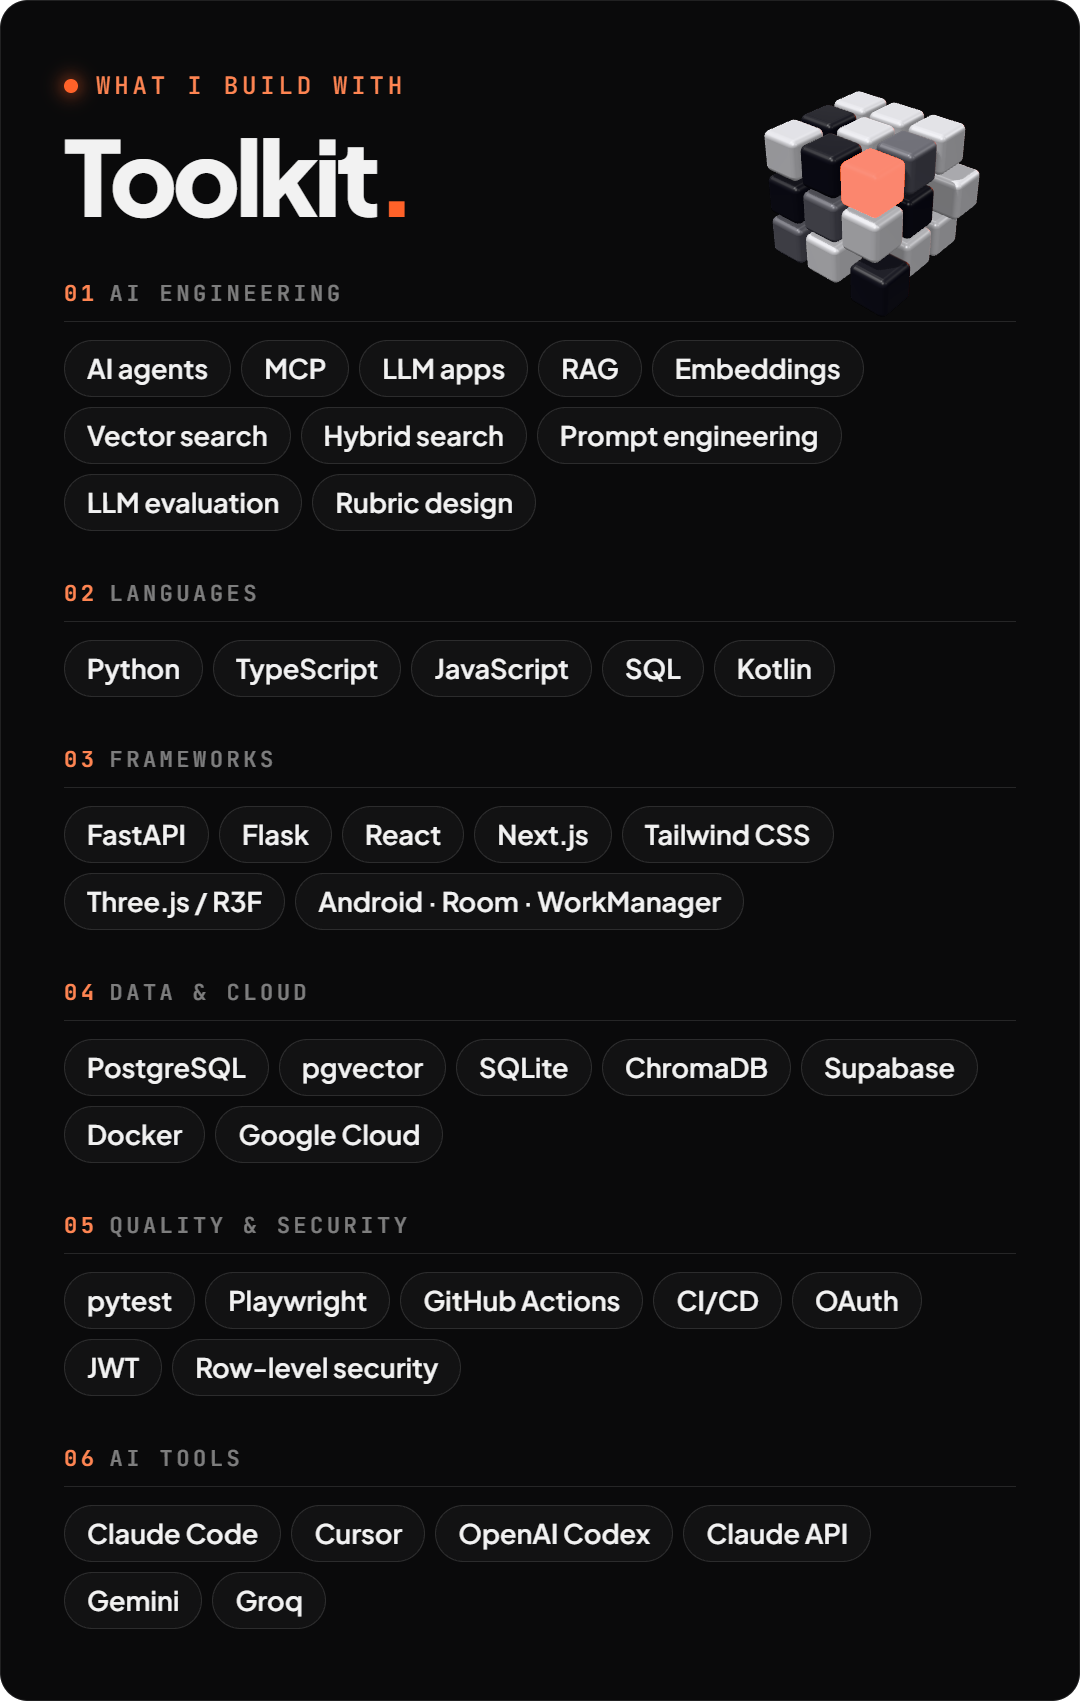 WHAT I BUILD WITH
Toolkit.
01 AI ENGINEERING
AI agents MCP LLM apps RAG Embeddings
Vector search Hybrid search Prompt engineering
LLM evaluation Rubric design
02 LANGUAGES
Python TypeScript JavaScript SQL Kotlin
03 FRAMEWORKS
FastAPI Flask React Next.js Tailwind CSS
Three.js / R3F Android · Room · WorkManager
04 DATA & CLOUD
PostgreSQL pgvector SQLite ChromaDB Supabase
Docker Google Cloud
05 QUALITY & SECURITY
pytest Playwright GitHub Actions CI/CD OAuth
JWT Row-level security
06 AI TOOLS
Claude Code Cursor OpenAI Codex Claude API
Gemini Groq